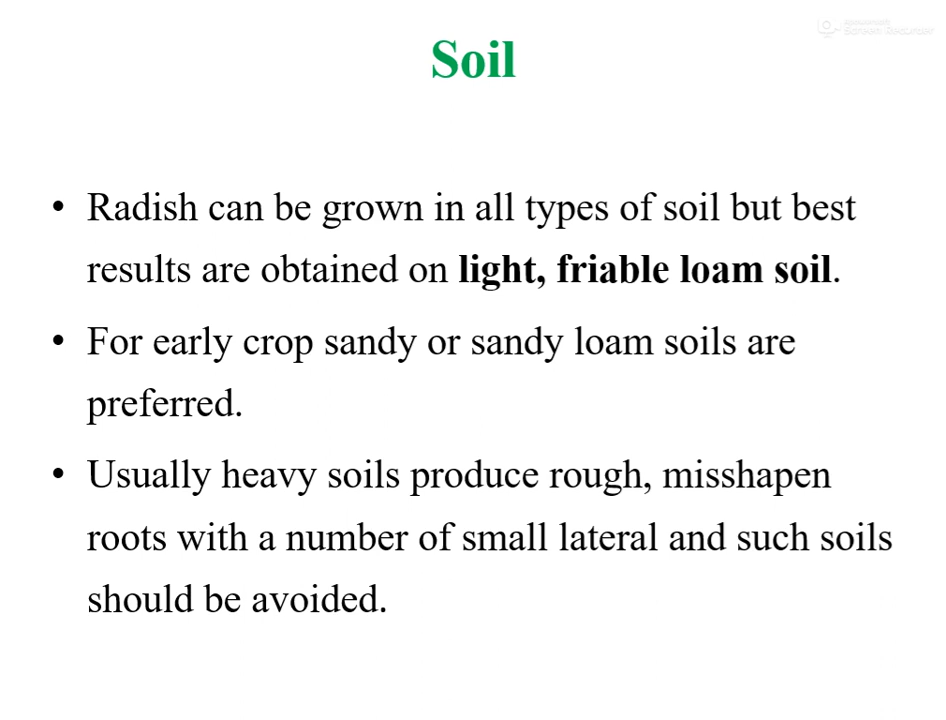 Screen Recorder
Soil
• Radish can be grown in all types of soil but best
results are obtained on light, friable loam soil.
• For early crop sandy or sandy loam soils are
preferred.
• Usually heavy soils produce rough, misshapen
roots with a number of small lateral and such soils
should be avoided.